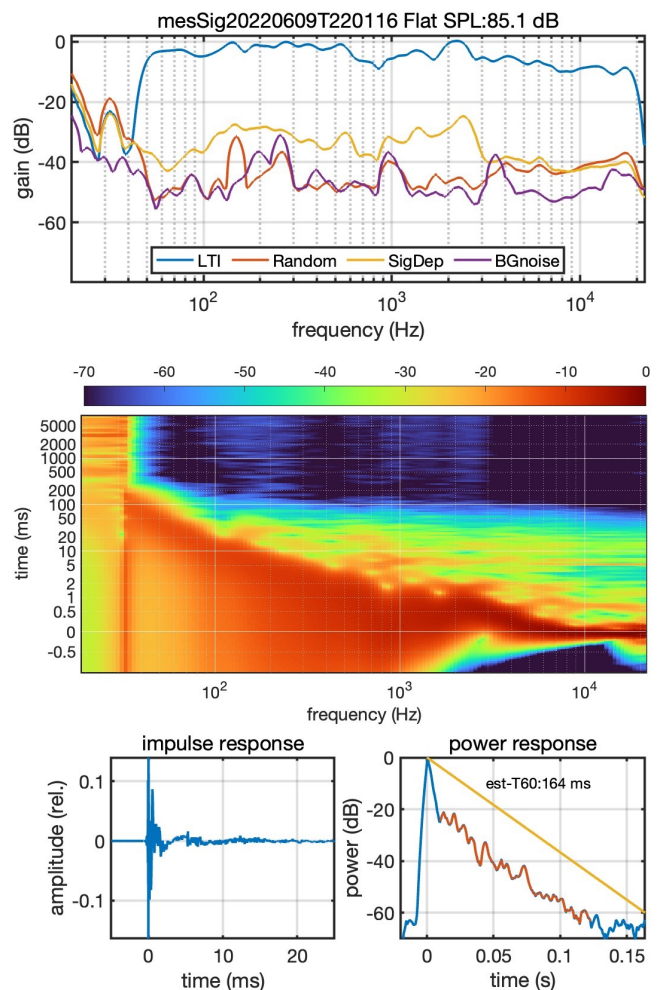 mesSig20220609T220116 Flat SPL:85.1 dB
0
-20
-40
-60
gain (dB)
LTI Random SigDep BGnoise
10^2 10^3 10^4
frequency (Hz)
-70 -60 -50 -40 -30 -20 -10 0
5000
2000
1000
500
200
100
50
20
10
5
2
1
0.5
0
-0.5
time (ms)
10^2 10^3 10^4
frequency (Hz)
impulse response
0.1
0
-0.1
amplitude (rel.)
0 10 20
time (ms)
power response
est-T60:164 ms
0
-20
-40
-60
power (dB)
0 0.05 0.1 0.15
time (s)